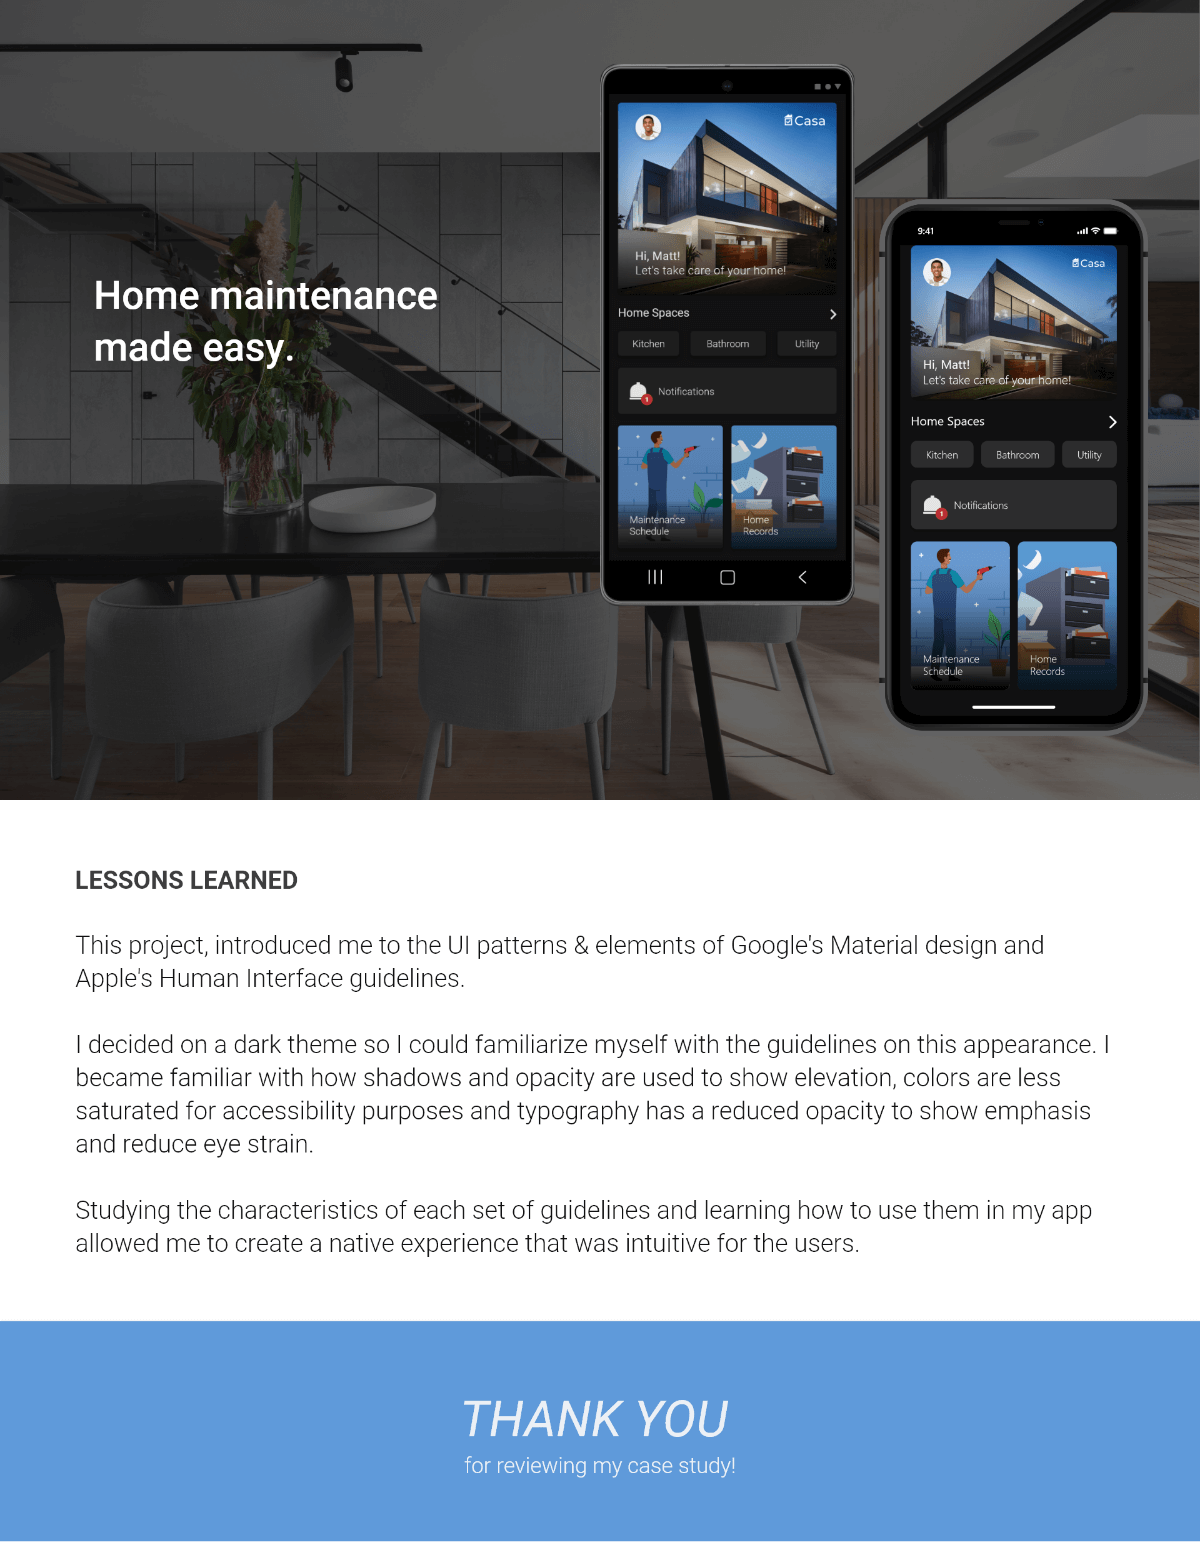 Home maintenance
made easy.
Casa
Hi, Matt!
Let's take care of your home!
Home Spaces
Kitchen
Bathroom
Utility
1
Notifications
Maintenance
Schedule
Home
Records
9:41
Casa
Hi, Matt!
Let's take care of your home!
Home Spaces
Kitchen
Bathroom
Utility
1
Notifications
Maintenance
Schedule
Home
Records
LESSONS LEARNED
This project, introduced me to the UI patterns & elements of Google's Material design and
Apple's Human Interface guidelines.
I decided on a dark theme so I could familiarize myself with the guidelines on this appearance. I
became familiar with how shadows and opacity are used to show elevation, colors are less
saturated for accessibility purposes and typography has a reduced opacity to show emphasis
and reduce eye strain.
Studying the characteristics of each set of guidelines and learning how to use them in my app
allowed me to create a native experience that was intuitive for the users.
THANK YOU
for reviewing my case study!